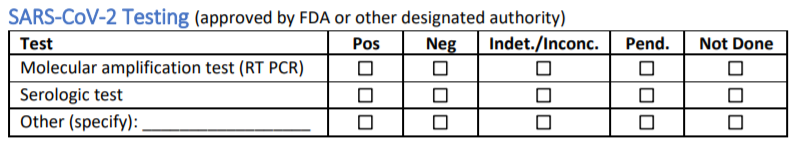 SARS-CoV-2 Testing (approved by FDA or other designated authority)
Test Pos Neg Indet./Inconc. Pend. Not Done
Molecular amplification test (RT PCR) ☐ ☐ ☐ ☐ ☐
Serologic test ☐ ☐ ☐ ☐ ☐
Other (specify): ____________________ ☐ ☐ ☐ ☐ ☐